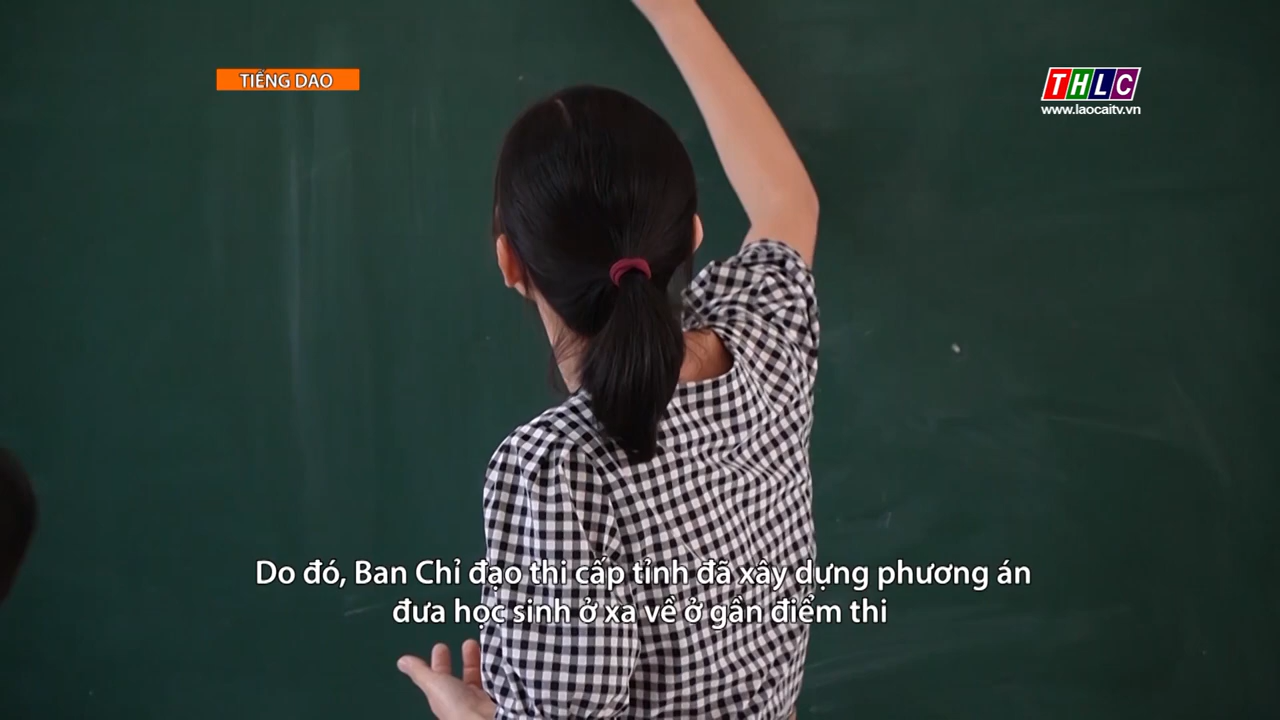 TIẾNG DAO
THLC
www.laocaitv.vn
Do đó, Ban Chỉ đạo thi cấp tỉnh đã xây dựng phương án
đưa học sinh ở xa về ở gần điểm thi